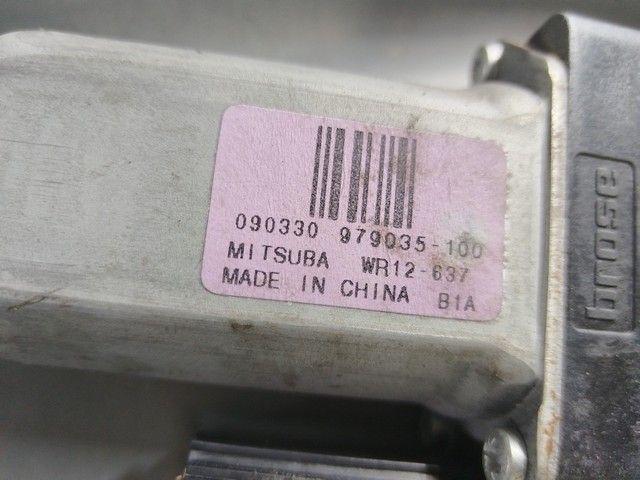 090330 979035-100
MITSUBA WR12-637
MADE IN CHINA B1A
brose